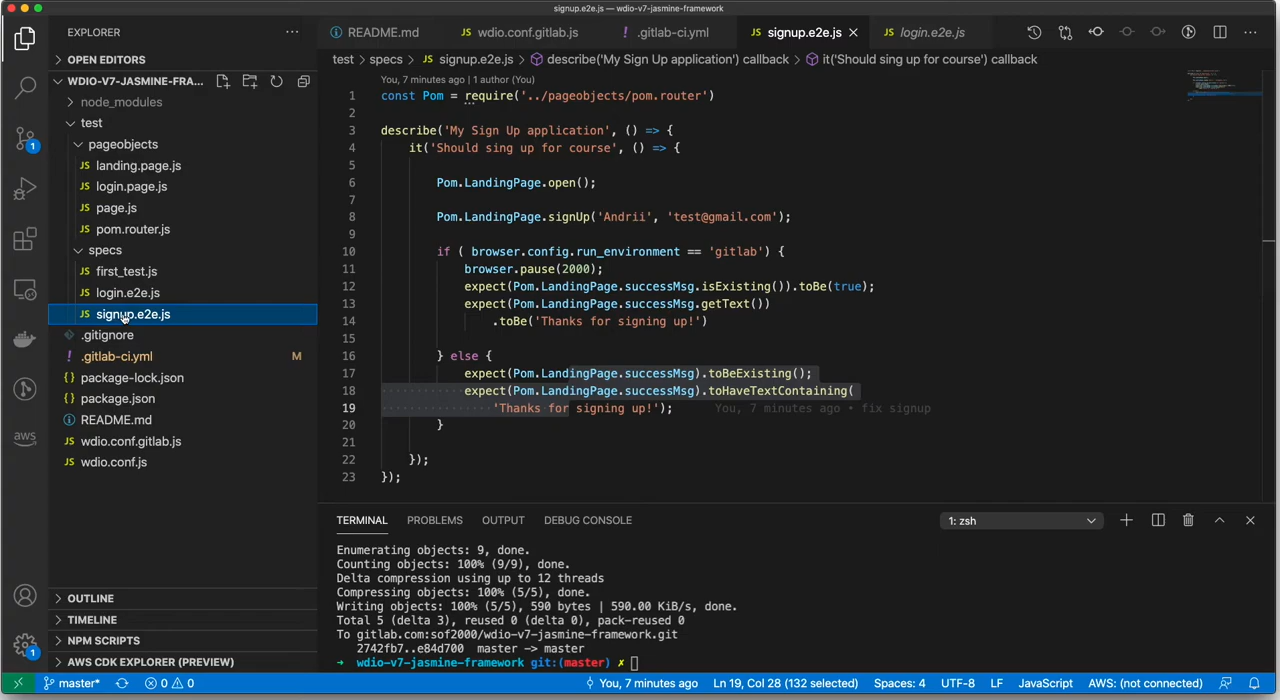 signup.e2e.js — wdio-v7-jasmine-framework
EXPLORER
README.md
wdio.conf.gitlab.js
.gitlab-ci.yml
signup.e2e.js
login.e2e.js
OPEN EDITORS
WDIO-V7-JASMINE-FRA...
node_modules
test
pageobjects
landing.page.js
login.page.js
page.js
pom.router.js
specs
first_test.js
login.e2e.js
signup.e2e.js
.gitignore
.gitlab-ci.yml M
package-lock.json
package.json
README.md
wdio.conf.gitlab.js
wdio.conf.js
OUTLINE
TIMELINE
NPM SCRIPTS
AWS CDK EXPLORER (PREVIEW)
aws
1
1
test > specs > JS signup.e2e.js > describe('My Sign Up application') callback > it('Should sing up for course') callback
You, 7 minutes ago | 1 author (You)
1 const Pom = require('../pageobjects/pom.router')
2
3 describe('My Sign Up application', () => {
4 it('Should sing up for course', () => {
5
6 Pom.LandingPage.open();
7
8 Pom.LandingPage.signUp('Andrii', 'test@gmail.com');
9
10 if ( browser.config.run_environment == 'gitlab') {
11 browser.pause(2000);
12 expect(Pom.LandingPage.successMsg.isExisting()).toBe(true);
13 expect(Pom.LandingPage.successMsg.getText())
14 .toBe('Thanks for signing up!')
15
16 } else {
17 expect(Pom.LandingPage.successMsg).toBeExisting();
18 expect(Pom.LandingPage.successMsg).toHaveTextContaining(
19 'Thanks for signing up!'); You, 7 minutes ago • fix signup
20 }
21
22 });
23 });
TERMINAL PROBLEMS OUTPUT DEBUG CONSOLE 1: zsh
Enumerating objects: 9, done.
Counting objects: 100% (9/9), done.
Delta compression using up to 12 threads
Compressing objects: 100% (5/5), done.
Writing objects: 100% (5/5), 590 bytes | 590.00 KiB/s, done.
Total 5 (delta 3), reused 0 (delta 0), pack-reused 0
To gitlab.com:sof2000/wdio-v7-jasmine-framework.git
2742fb7..e84d700 master -> master
→ wdio-v7-jasmine-framework git:(master) ✗
master* 0 0 You, 7 minutes ago Ln 19, Col 28 (132 selected) Spaces: 4 UTF-8 LF JavaScript AWS: (not connected)